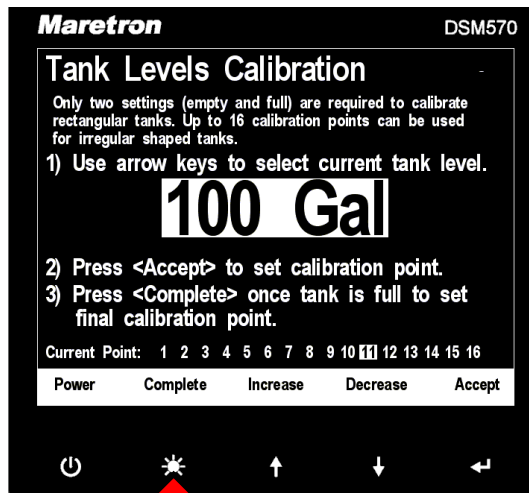 Maretron DSM570
Tank Levels Calibration
Only two settings (empty and full) are required to calibrate
rectangular tanks. Up to 16 calibration points can be used
for irregular shaped tanks.
1) Use arrow keys to select current tank level.
100 Gal
2) Press <Accept> to set calibration point.
3) Press <Complete> once tank is full to set
final calibration point.
Current Point: 1 2 3 4 5 6 7 8 9 10 11 12 13 14 15 16
Power Complete Increase Decrease Accept